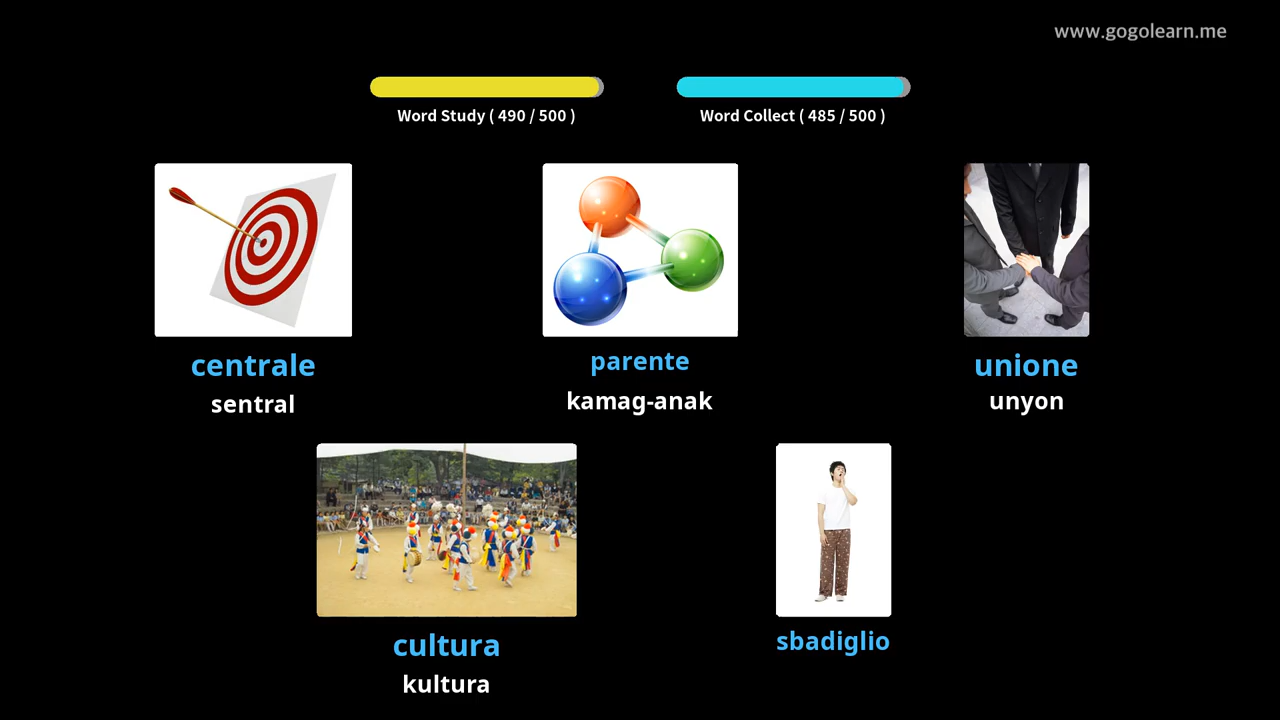 www.gogolearn.me
Word Study ( 490 / 500 )
Word Collect ( 485 / 500 )
centrale
sentral
parente
kamag-anak
unione
unyon
cultura
kultura
sbadiglio